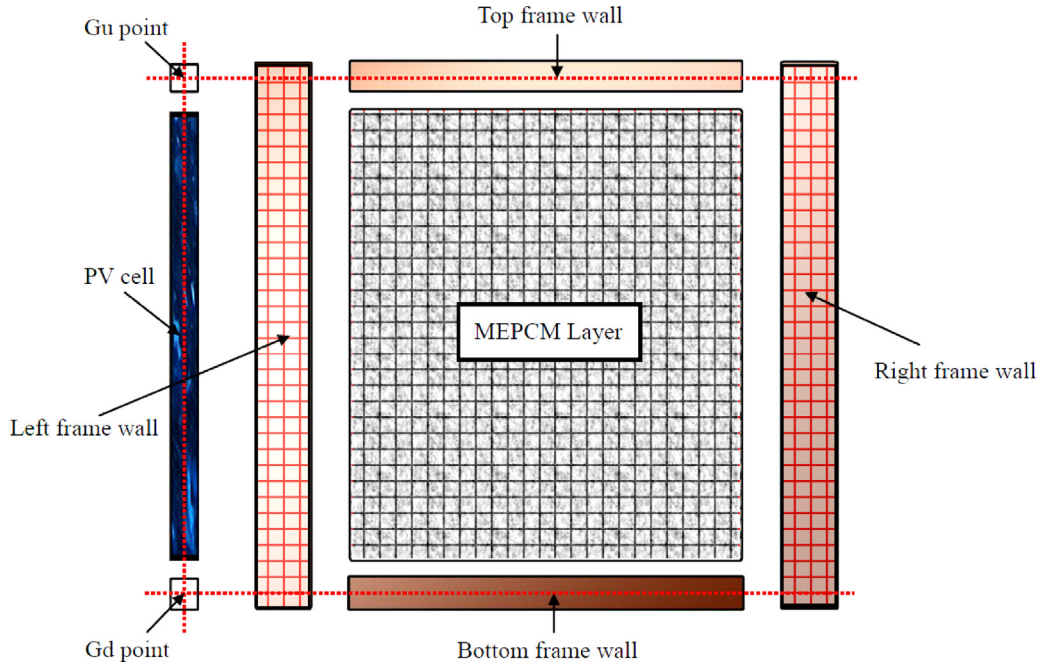 Top frame wall
Gu point
PV cell
MEPCM Layer
Right frame wall
Left frame wall
Gd point
Bottom frame wall